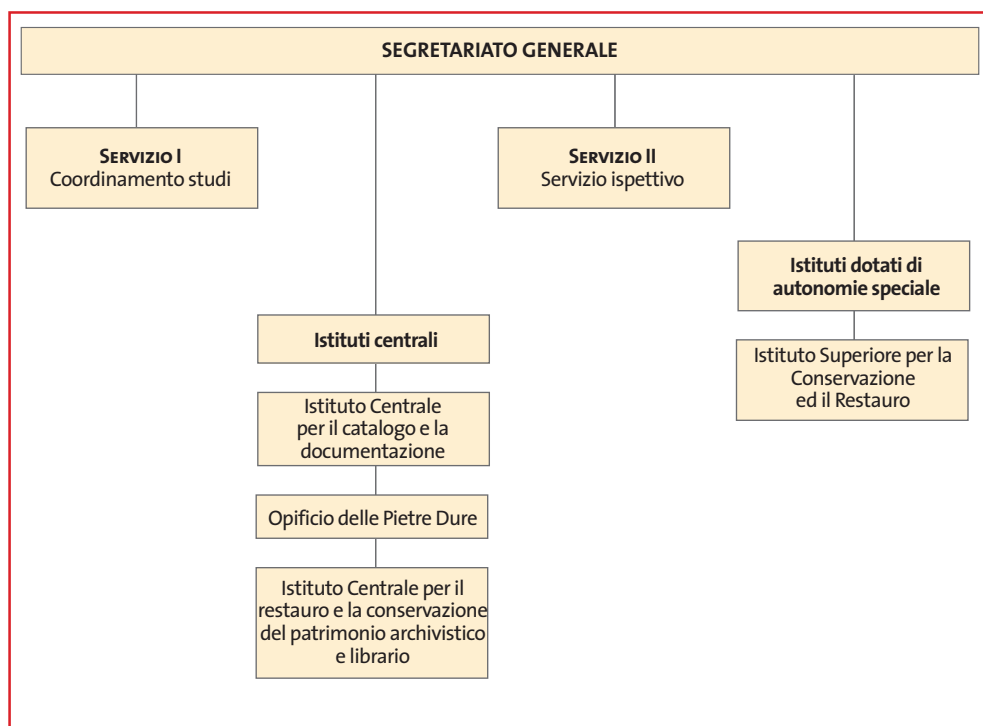 SEGRETARIATO GENERALE
SERVIZIO I
Coordinamento studi
SERVIZIO II
Servizio ispettivo
Istituti dotati di
autonomie speciale
Istituto Superiore per la
Conservazione
ed il Restauro
Istituti centrali
Istituto Centrale
per il catalogo e la
documentazione
Opificio delle Pietre Dure
Istituto Centrale per il
restauro e la conservazione
del patrimonio archivistico
e librario